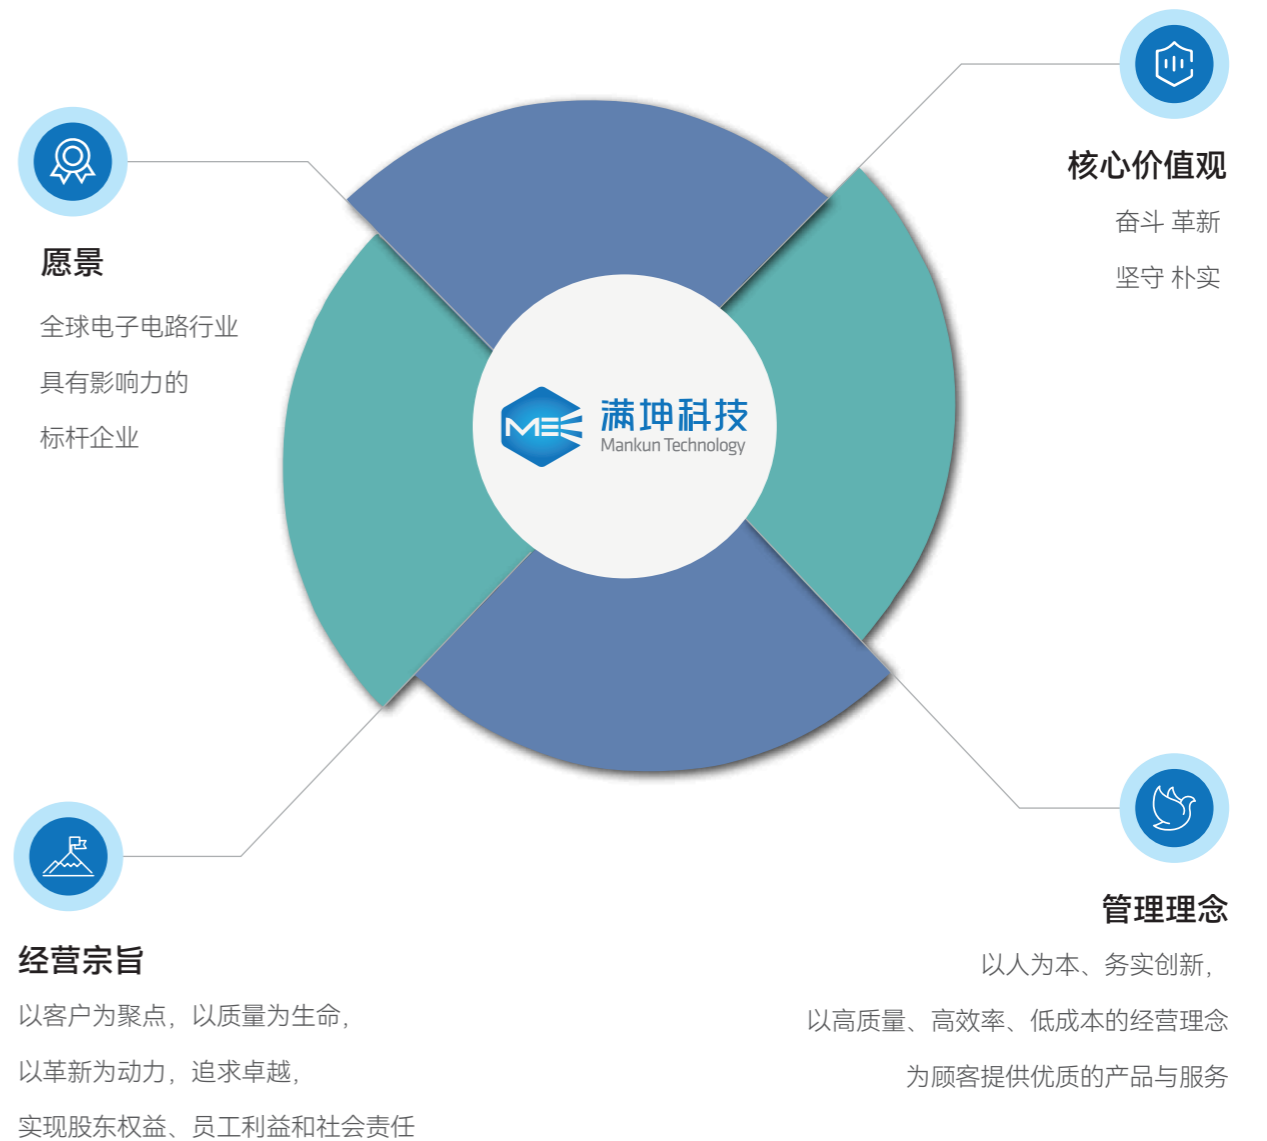 愿景
全球电子电路行业
具有影响力的
标杆企业
核心价值观
奋斗 革新
坚守 朴实
ME
满坤科技
Mankun Technology
经营宗旨
以客户为聚点，以质量为生命，
以革新为动力，追求卓越，
实现股东权益、员工利益和社会责任
管理理念
以人为本、务实创新，
以高质量、高效率、低成本的经营理念
为顾客提供优质的产品与服务